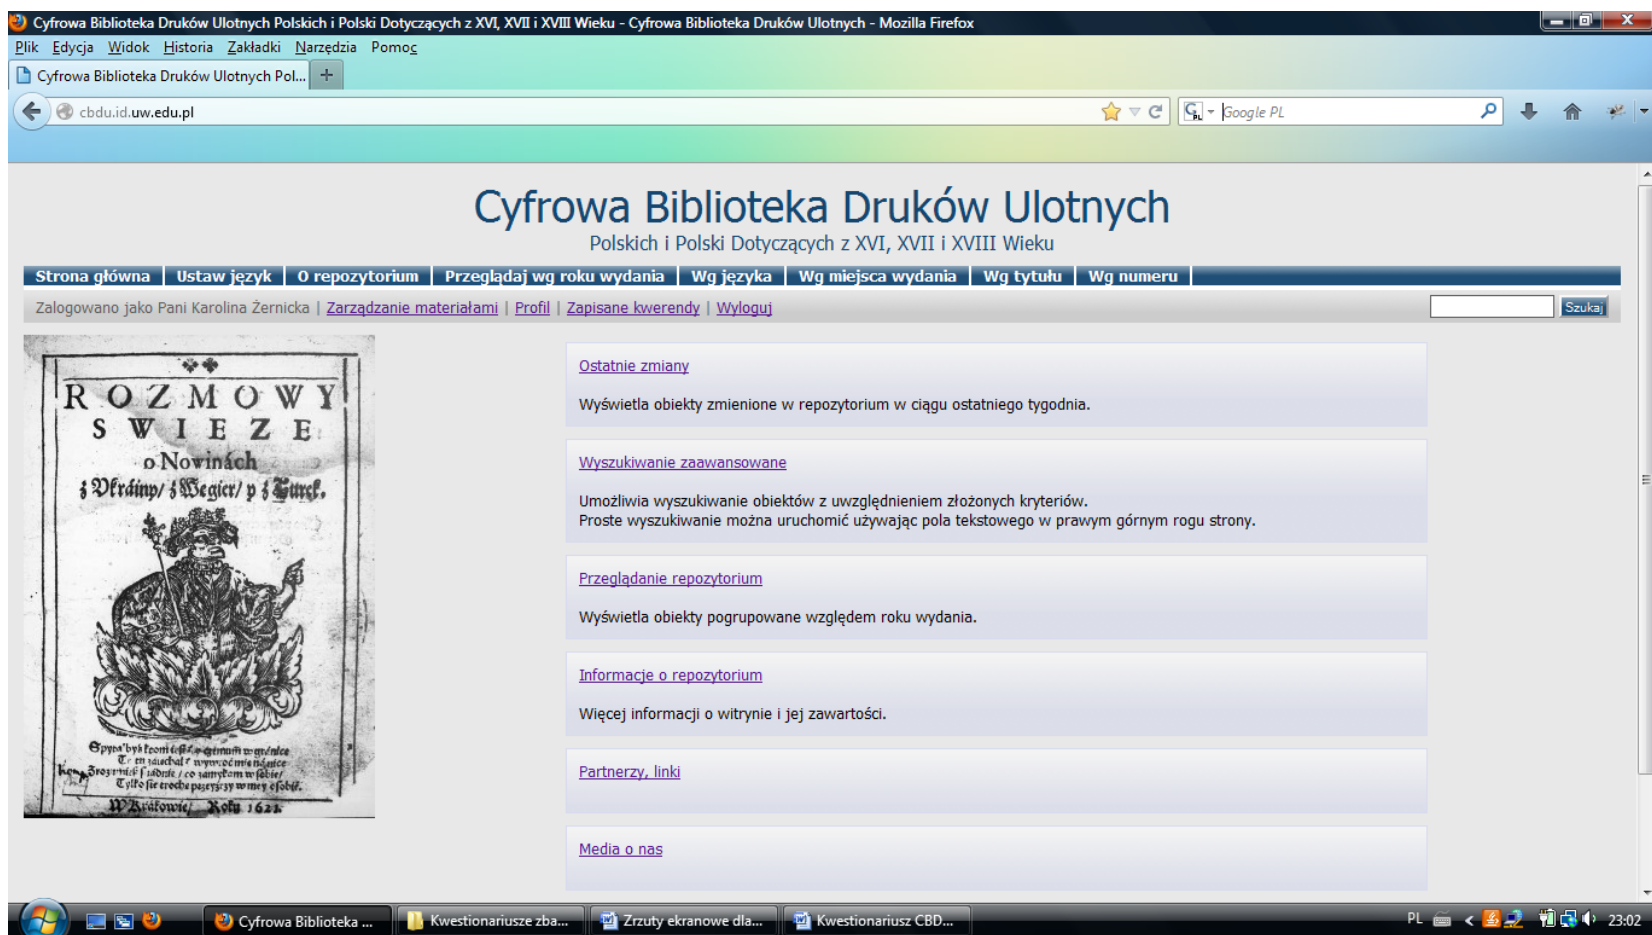 Cyfrowa Biblioteka Druków Ulotnych Polskich i Polski Dotyczących z XVI, XVII i XVIII Wieku - Cyfrowa Biblioteka Druków Ulotnych - Mozilla Firefox
Plik Edycja Widok Historia Zakładki Narzędzia Pomoc
Cyfrowa Biblioteka Druków Ulotnych Pol... +
cbdu.id.uw.edu.pl
Google PL
Cyfrowa Biblioteka Druków Ulotnych
Polskich i Polski Dotyczących z XVI, XVII i XVIII Wieku
Strona główna | Ustaw język | O repozytorium | Przeglądaj wg roku wydania | Wg języka | Wg miejsca wydania | Wg tytułu | Wg numeru
Zalogowano jako Pani Karolina Żernicka | Zarządzanie materiałami | Profil | Zapisane kwerendy | Wyloguj
Szukaj
ROZMOWY
SWIEZE
o Nowinách
W Krákowie/ Roku 1621.
Ostatnie zmiany
Wyświetla obiekty zmienione w repozytorium w ciągu ostatniego tygodnia.
Wyszukiwanie zaawansowane
Umożliwia wyszukiwanie obiektów z uwzględnieniem złożonych kryteriów.
Proste wyszukiwanie można uruchomić używając pola tekstowego w prawym górnym rogu strony.
Przeglądanie repozytorium
Wyświetla obiekty pogrupowane względem roku wydania.
Informacje o repozytorium
Więcej informacji o witrynie i jej zawartości.
Partnerzy, linki
Media o nas
Cyfrowa Biblioteka ...
Kwestionariusze zba...
Zrzuty ekranowe dla...
Kwestionariusz CBD...
PL
23:02